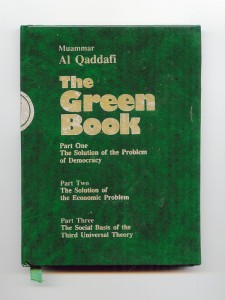 Muammar
Al Qaddafi
The
Green
Book
Part One
The Solution of the Problem
of Democracy
Part Two
The Solution of
the Economic Problem
Part Three
The Social Basis of the
Third Universal Theory